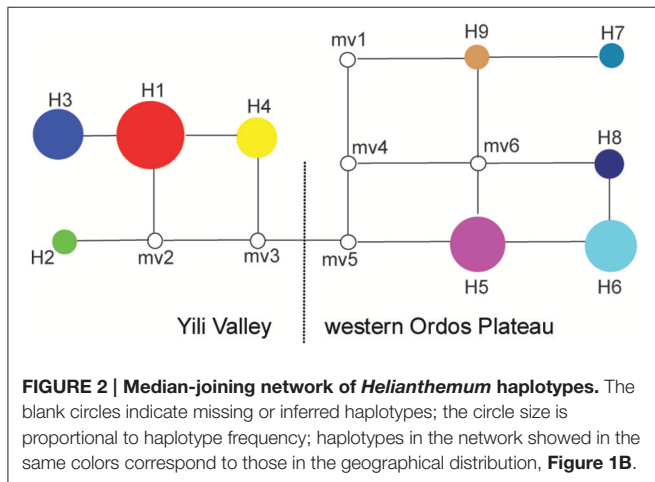 mv1 H9 H7
H3 H1 H4
mv4 mv6 H8
H2 mv2 mv3 mv5
H5 H6
Yili Valley western Ordos Plateau
FIGURE 2 | Median-joining network of Helianthemum haplotypes. The
blank circles indicate missing or inferred haplotypes; the circle size is
proportional to haplotype frequency; haplotypes in the network showed in the
same colors correspond to those in the geographical distribution, Figure 1B.